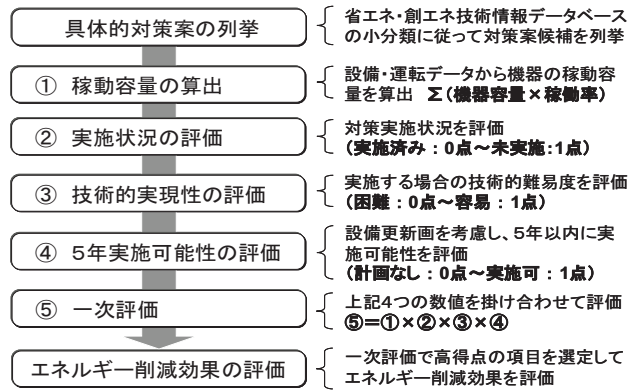 具体的対策案の列挙
省エネ・創エネ技術情報データベース
の小分類に従って対策案候補を列挙
① 稼動容量の算出
設備・運転データから機器の稼動容
量を算出 Σ(機器容量×稼働率)
② 実施状況の評価
対策実施状況を評価
(実施済み:0点～未実施:1点)
③ 技術的実現性の評価
実施する場合の技術的難易度を評価
(困難:0点～容易:1点)
④ 5年実施可能性の評価
設備更新画を考慮し、5年以内に実
施可能性を評価
(計画なし:0点～実施可:1点)
⑤ 一次評価
上記4つの数値を掛け合わせて評価
⑤=①×②×③×④
エネルギー削減効果の評価
一次評価で高得点の項目を選定して
エネルギー削減効果を評価